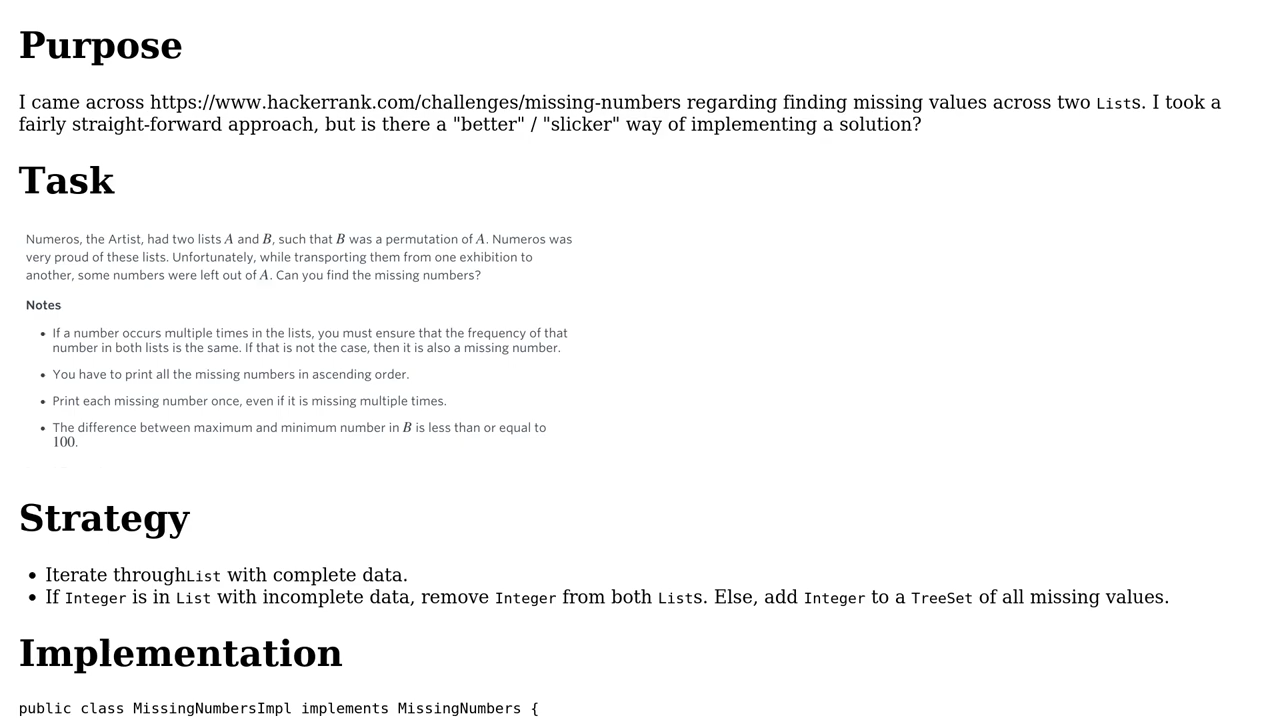 Purpose
I came across https://www.hackerrank.com/challenges/missing-numbers regarding finding missing values across two Lists. I took a
fairly straight-forward approach, but is there a "better" / "slicker" way of implementing a solution?
Task
Numeros, the Artist, had two lists A and B, such that B was a permutation of A. Numeros was
very proud of these lists. Unfortunately, while transporting them from one exhibition to
another, some numbers were left out of A. Can you find the missing numbers?
Notes
• If a number occurs multiple times in the lists, you must ensure that the frequency of that
number in both lists is the same. If that is not the case, then it is also a missing number.
• You have to print all the missing numbers in ascending order.
• Print each missing number once, even if it is missing multiple times.
• The difference between maximum and minimum number in B is less than or equal to
100.
Strategy
• Iterate throughList with complete data.
• If Integer is in List with incomplete data, remove Integer from both Lists. Else, add Integer to a TreeSet of all missing values.
Implementation
public class MissingNumbersImpl implements MissingNumbers {